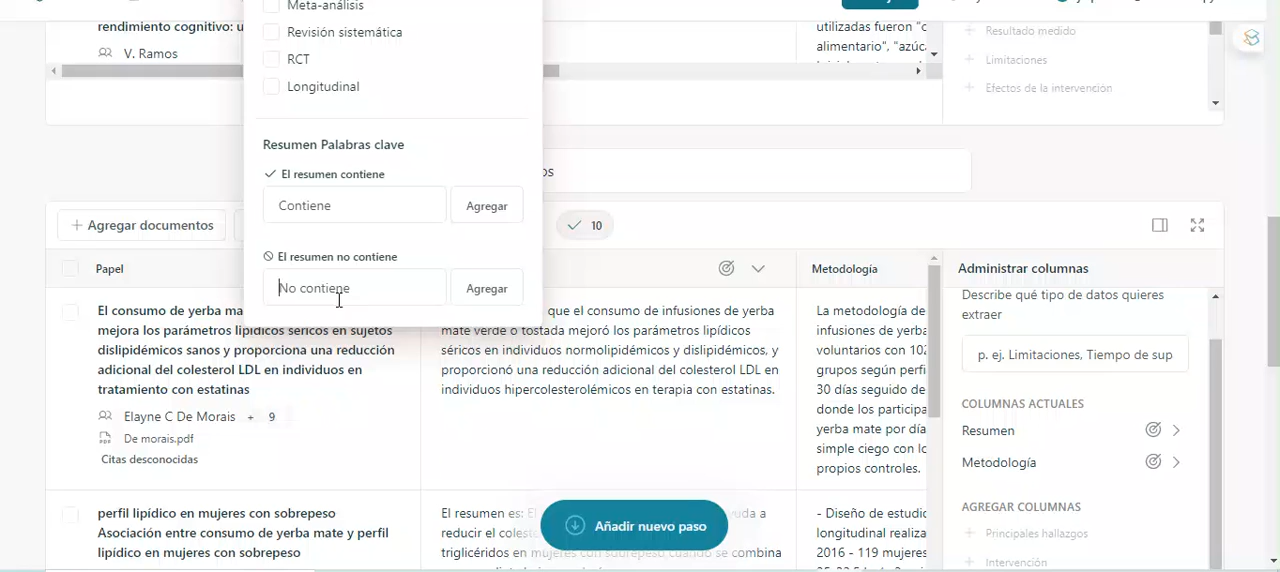 Meta-análisis
Revisión sistemática
RCT
Longitudinal
Resumen Palabras clave
El resumen contiene
Contiene
Agregar
El resumen no contiene
No contiene
Agregar
rendimiento cognitivo: u
V. Ramos
utilizadas fueron "c
alimentario", "azúca
Resultado medido
Limitaciones
Efectos de la intervención
os
Agregar documentos
10
Papel
Metodología
Administrar columnas
El consumo de yerba ma
mejora los parámetros lipídicos séricos en sujetos
dislipidémicos sanos y proporciona una reducción
adicional del colesterol LDL en individuos en
tratamiento con estatinas
Elayne C De Morais + 9
De morais.pdf
Citas desconocidas
que el consumo de infusiones de yerba
mate verde o tostada mejoró los parámetros lipídicos
séricos en individuos normolipidémicos y dislipidémicos, y
proporcionó una reducción adicional del colesterol LDL en
individuos hipercolesterolémicos en terapia con estatinas.
La metodología de
infusiones de yerba
voluntarios con 102
grupos según perfi
30 días seguido de
donde los participa
yerba mate por día
simple ciego con lo
propios controles.
Describe qué tipo de datos quieres
extraer
p. ej. Limitaciones, Tiempo de sup
COLUMNAS ACTUALES
Resumen
Metodología
AGREGAR COLUMNAS
Principales hallazgos
Intervención
perfil lipídico en mujeres con sobrepeso
Asociación entre consumo de yerba mate y perfil
lipídico en mujeres con sobrepeso
El resumen es: El
yuda a
reducir el coles
triglicéridos en mujeres con sobrepeso cuando se combina
Añadir nuevo paso
- Diseño de estudio
longitudinal realiza
2016 - 119 mujeres